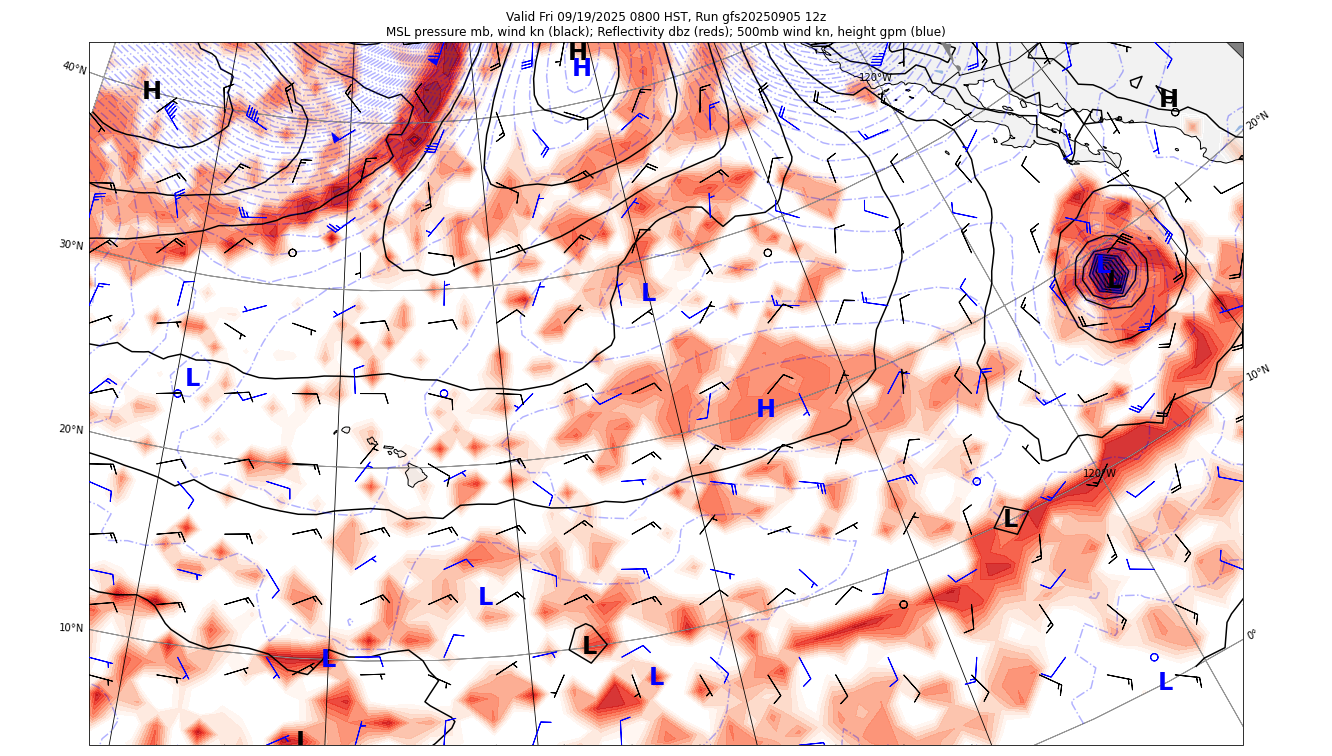 Valid Fri 09/19/2025 0800 HST, Run gfs20250905 12z
MSL pressure mb, wind kn (black); Reflectivity dbz (reds); 500mb wind kn, height gpm (blue)
H
H
40°N
120°W
H
H
20°N
30°N
L
L
L
10°N
L
H
20°N
120°W
L
L
10°N
L
0°
L
L
L
L